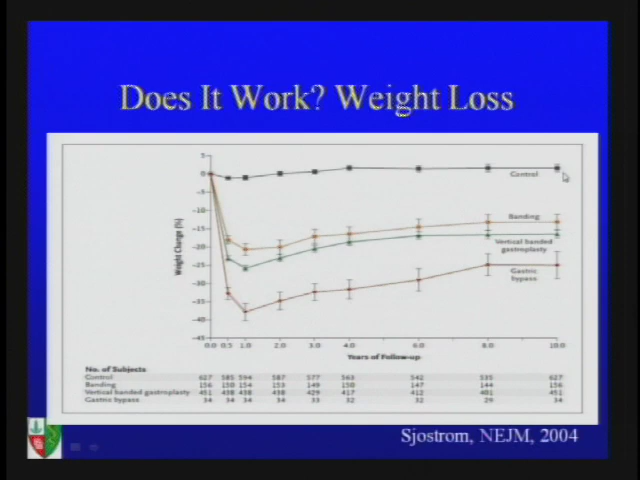 Does It Work? Weight Loss
5
0
-5
-10
-15
-20
-25
-30
-35
-40
-45
Weight Change (%)
Control
Banding
Vertical banded
gastroplasty
Gastric
bypass
0.0 0.5 1.0 2.0 3.0 4.0 6.0 8.0 10.0
Years of Follow-up
No. of Subjects
Control 627 585 594 587 577 563 542 535 627
Banding 156 150 154 153 149 150 147 144 156
Vertical banded gastroplasty 451 438 438 438 429 417 412 401 451
Gastric bypass 34 34 34 34 33 32 32 29 34
Sjostrom, NEJM, 2004